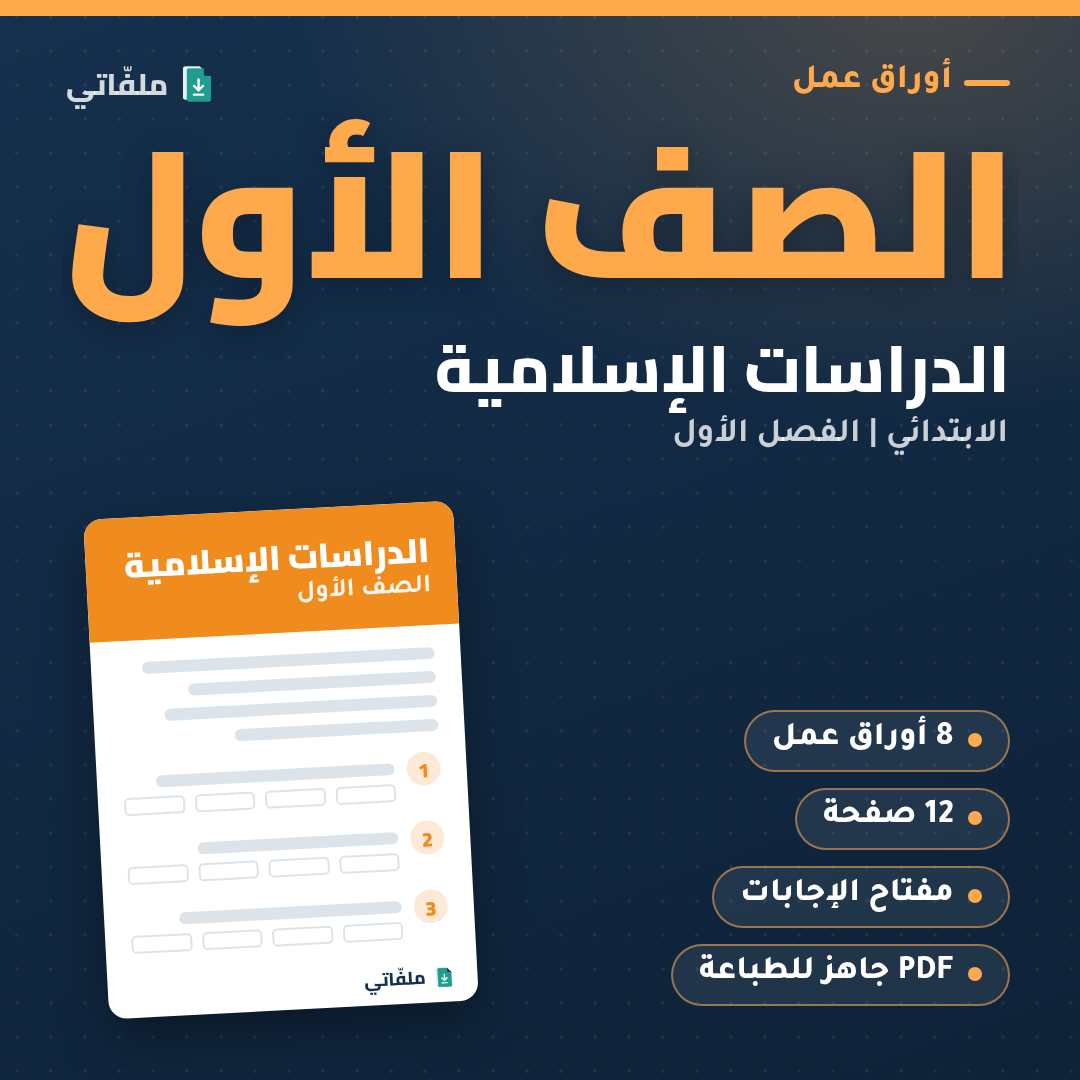 أوراق عمل
ملفّاتي
الصف الأول
الدراسات الإسلامية
الابتدائي | الفصل الأول
الدراسات الإسلامية
الصف الأول
1
2
3
ملفّاتي
8 أوراق عمل
12 صفحة
مفتاح الإجابات
PDF جاهز للطباعة